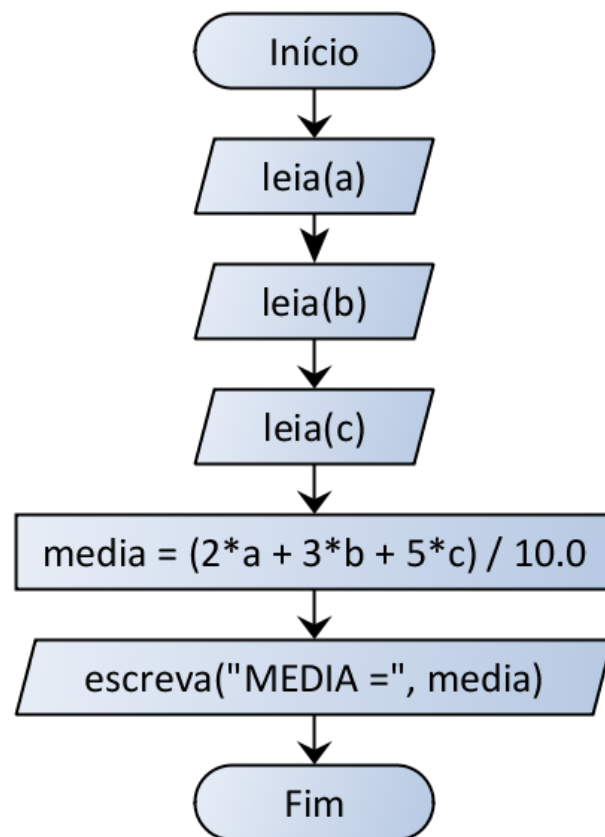 Início
leia(a)
leia(b)
leia(c)
media = (2*a + 3*b + 5*c) / 10.0
escreva("MEDIA =", media)
Fim